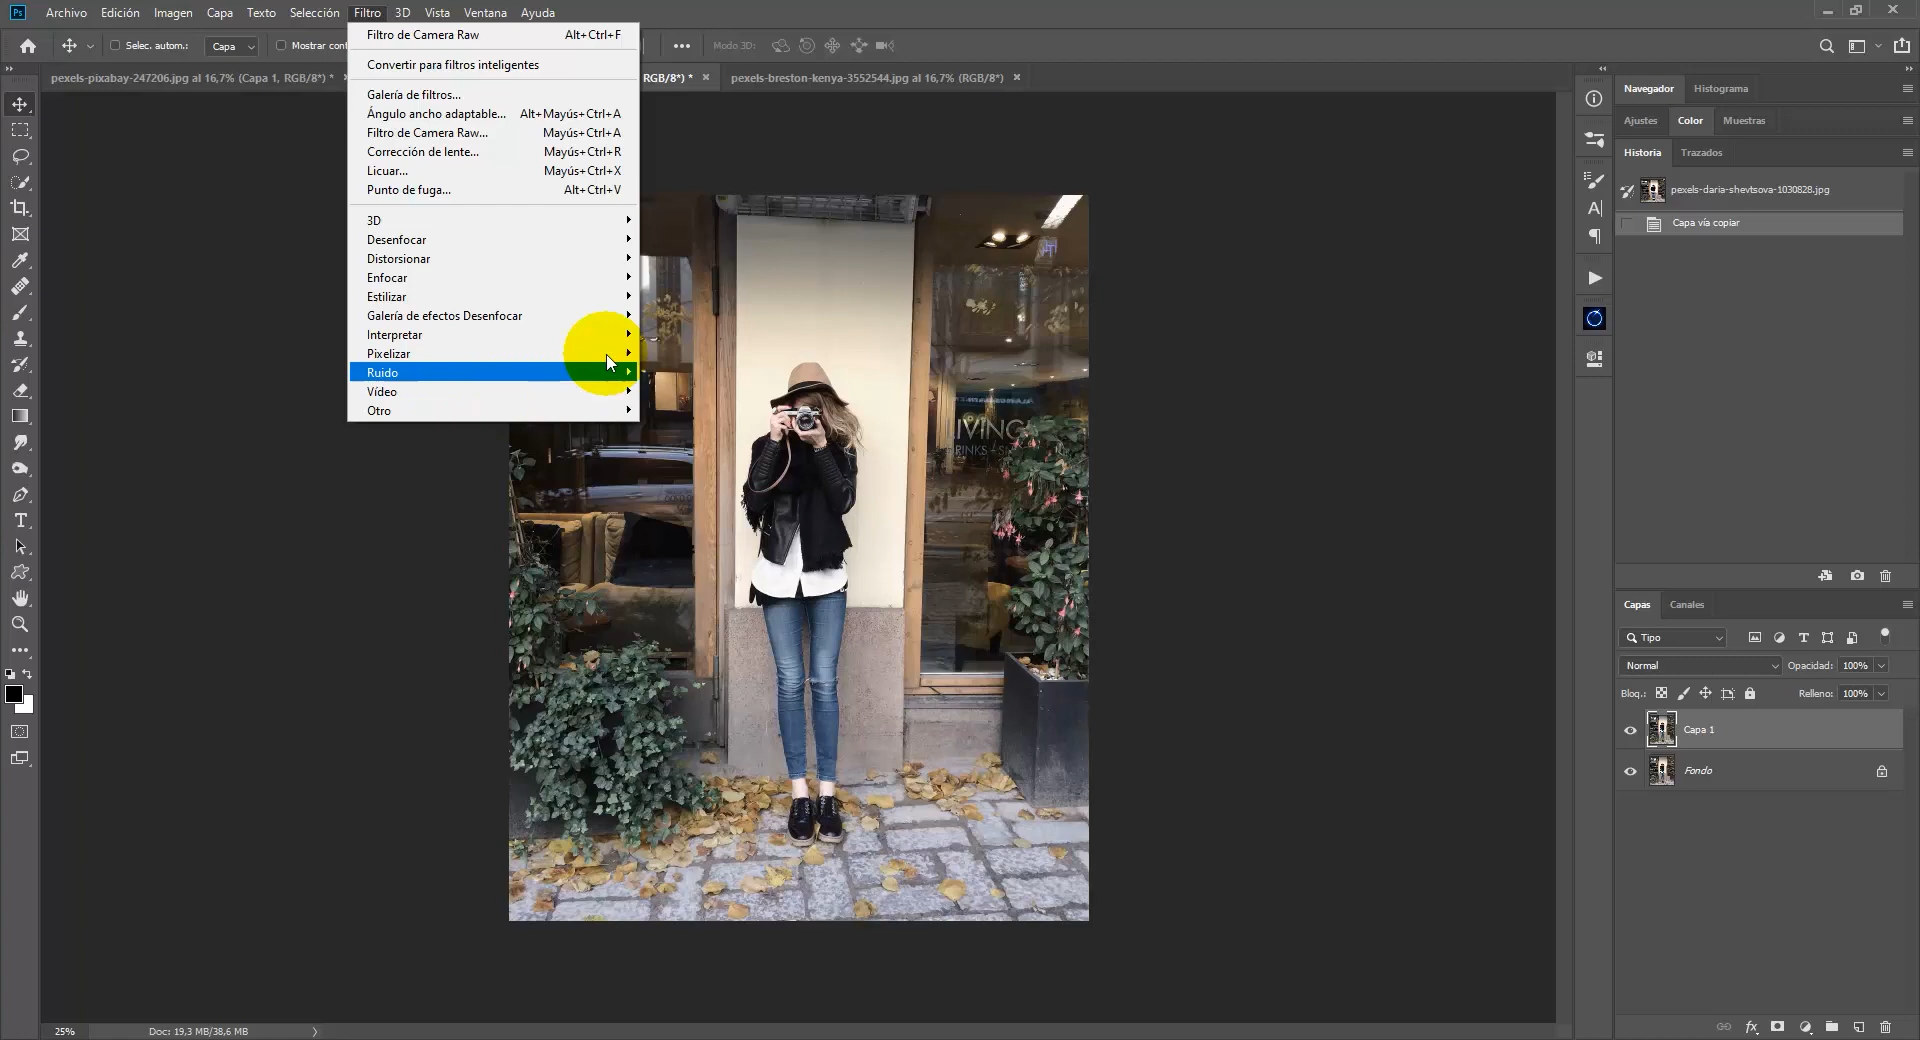 Ps Archivo Edición Imagen Capa Texto Selección Filtro 3D Vista Ventana Ayuda
Selec. autom.: Capa Mostrar cont ••• Modo 3D:
pexels-pixabay-247206.jpg al 16,7% (Capa 1, RGB/8*) * × RGB/8*) * × pexels-breston-kenya-3552544.jpg al 16,7% (RGB/8*) ×
Filtro de Camera Raw Alt+Ctrl+F
Convertir para filtros inteligentes
Galería de filtros...
Ángulo ancho adaptable... Alt+Mayús+Ctrl+A
Filtro de Camera Raw... Mayús+Ctrl+A
Corrección de lente... Mayús+Ctrl+R
Licuar... Mayús+Ctrl+X
Punto de fuga... Alt+Ctrl+V
3D
Desenfocar
Distorsionar
Enfocar
Estilizar
Galería de efectos Desenfocar
Interpretar
Pixelizar
Ruido
Vídeo
Otro
LIVING
RINKS
Navegador Histograma
Ajustes Color Muestras
Historia Trazados
pexels-daria-shevtsova-1030828.jpg
Capa vía copiar
Capas Canales
Tipo
Normal Opacidad: 100%
Bloq.: Relleno: 100%
Capa 1
Fondo
25% Doc: 19,3 MB/38,6 MB